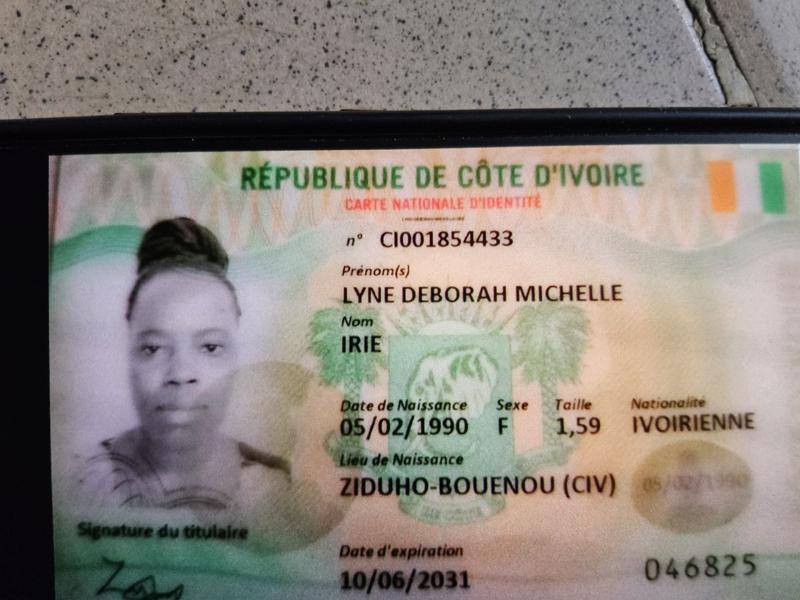 RÉPUBLIQUE DE CÔTE D'IVOIRE
CARTE NATIONALE D'IDENTITÉ
n° CI001854433
Prénom(s)
LYNE DEBORAH MICHELLE
Nom
IRIE
Date de Naissance Sexe Taille Nationalité
05/02/1990 F 1,59 IVOIRIENNE
Lieu de Naissance
ZIDUHO-BOUENOU (CIV)
05/02/1990
Signature du titulaire
Date d'expiration
10/06/2031
046825